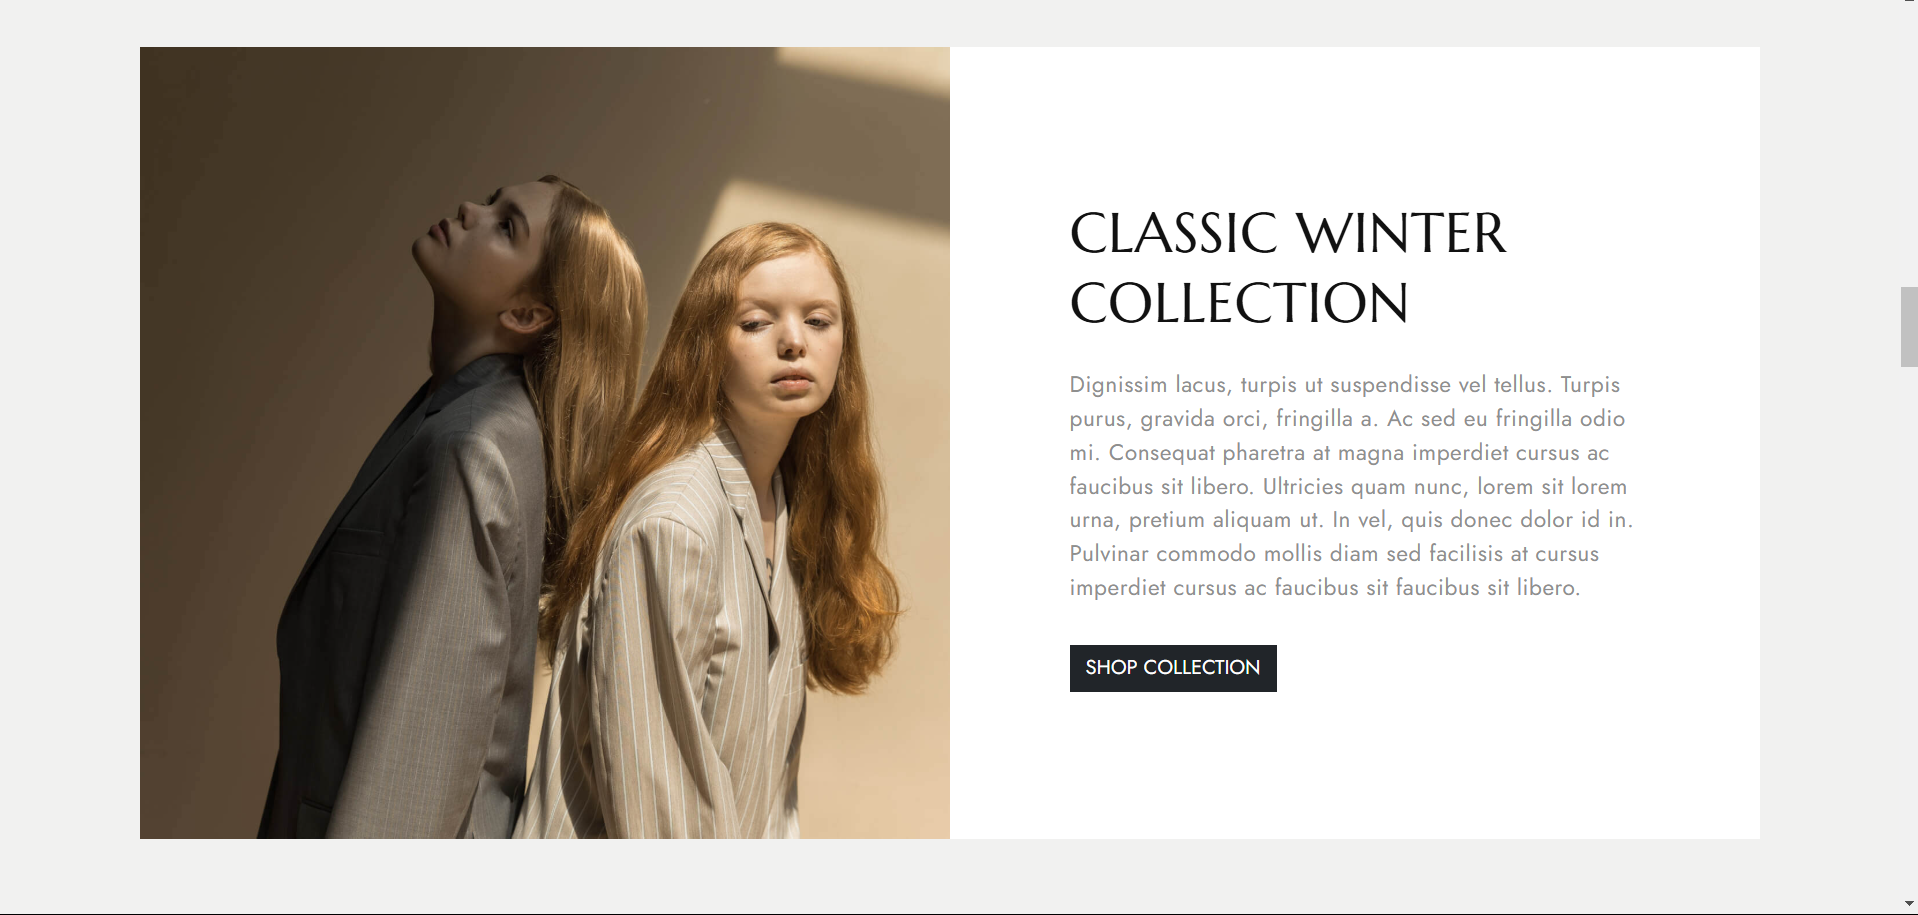 CLASSIC WINTER
COLLECTION
Dignissim lacus, turpis ut suspendisse vel tellus. Turpis
purus, gravida orci, fringilla a. Ac sed eu fringilla odio
mi. Consequat pharetra at magna imperdiet cursus ac
faucibus sit libero. Ultricies quam nunc, lorem sit lorem
urna, pretium aliquam ut. In vel, quis donec dolor id in.
Pulvinar commodo mollis diam sed facilisis at cursus
imperdiet cursus ac faucibus sit faucibus sit libero.
SHOP COLLECTION